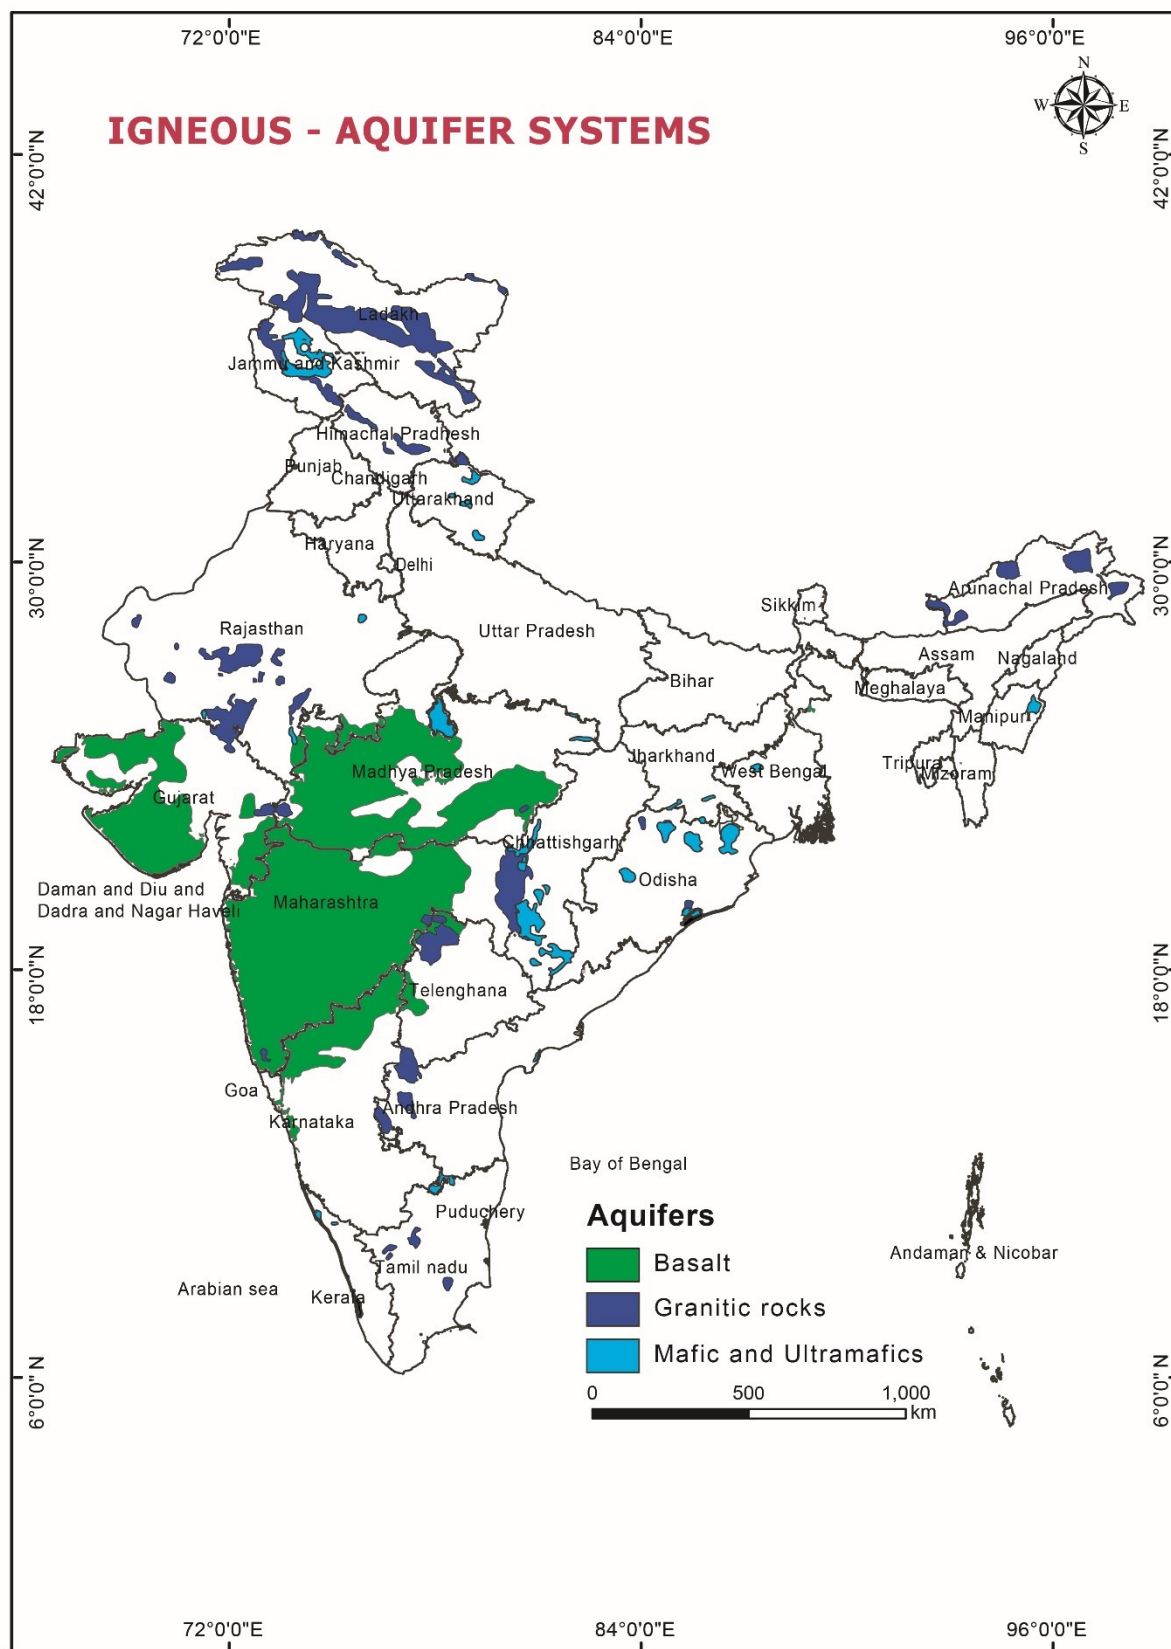 72°0'0"E
84°0'0"E
96°0'0"E
N
W
E
S
IGNEOUS - AQUIFER SYSTEMS
42°0'0"N
42°0'0"N
Ladakh
Jammu and Kashmir
Himachal Pradhesh
Punjab
Chandigarh
Uttarakhand
Haryana
Delhi
30°0'0"N
30°0'0"N
Arunachal Pradesh
Sikkim
Rajasthan
Uttar Pradesh
Assam
Nagaland
Bihar
Meghalaya
Manipur
Jharkhand
Tripura
Mizoram
Madhya Pradesh
West Bengal
Gujarat
Chhattishgarh
Odisha
Daman and Diu and
Dadra and Nagar Haveli
Maharashtra
18°0'0"N
18°0'0"N
Telenghana
Goa
Andhra Pradesh
Karnataka
Bay of Bengal
Puduchery
Aquifers
Andaman & Nicobar
Basalt
Tamil nadu
Arabian sea
Kerala
Granitic rocks
Mafic and Ultramafics
6°0'0"N
6°0'0"N
0
500
1,000
km
72°0'0"E
84°0'0"E
96°0'0"E